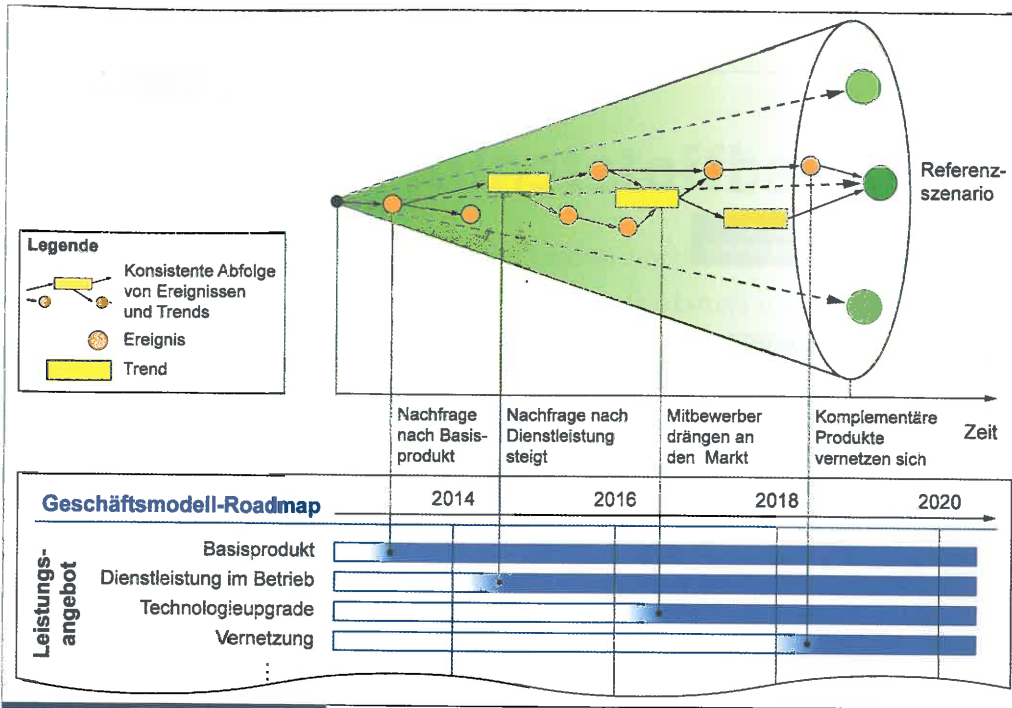 Referenz-
szenario
Legende
Konsistente Abfolge
von Ereignissen
und Trends
Ereignis
Trend
Nachfrage
nach Basis-
produkt
Nachfrage nach
Dienstleistung
steigt
Mitbewerber
drängen an
den Markt
Komplementäre
Produkte
vernetzen sich
Zeit
Geschäftsmodell-Roadmap
2014
2016
2018
2020
Leistungs-
angebot
Basisprodukt
Dienstleistung im Betrieb
Technologieupgrade
Vernetzung